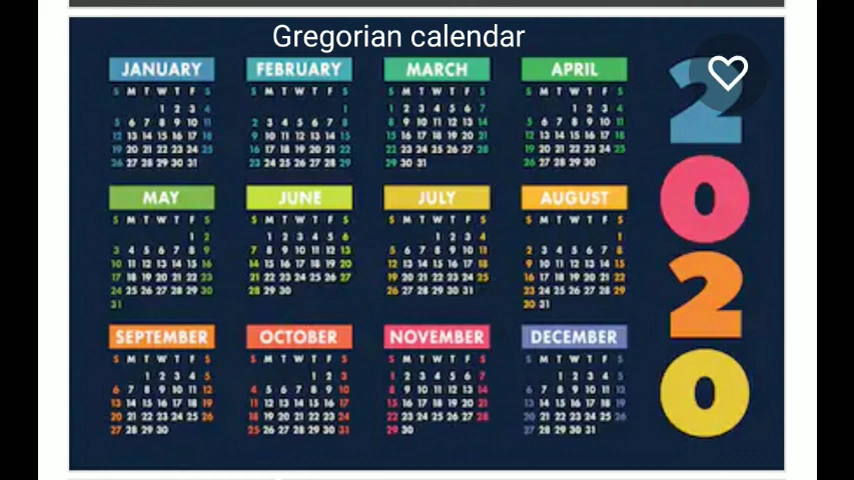 Gregorian calendar
JANUARY
S M T W T F S
1 2 3 4
5 6 7 8 9 10 11
12 13 14 15 16 17 18
19 20 21 22 23 24 25
26 27 28 29 30 31
FEBRUARY
S M T W T F S
1
2 3 4 5 6 7 8
9 10 11 12 13 14 15
16 17 18 19 20 21 22
23 24 25 26 27 28 29
MARCH
S M T W T F S
1 2 3 4 5 6 7
8 9 10 11 12 13 14
15 16 17 18 19 20 21
22 23 24 25 26 27 28
29 30 31
APRIL
S M T W T F S
1 2 3 4
5 6 7 8 9 10 11
12 13 14 15 16 17 18
19 20 21 22 23 24 25
26 27 28 29 30
MAY
S M T W T F S
1 2
3 4 5 6 7 8 9
10 11 12 13 14 15 16
17 18 19 20 21 22 23
24 25 26 27 28 29 30
31
JUNE
S M T W T F S
1 2 3 4 5 6
7 8 9 10 11 12 13
14 15 16 17 18 19 20
21 22 23 24 25 26 27
28 29 30
JULY
S M T W T F S
1 2 3 4
5 6 7 8 9 10 11
12 13 14 15 16 17 18
19 20 21 22 23 24 25
26 27 28 29 30 31
AUGUST
S M T W T F S
1
2 3 4 5 6 7 8
9 10 11 12 13 14 15
16 17 18 19 20 21 22
23 24 25 26 27 28 29
30 31
SEPTEMBER
S M T W T F S
1 2 3 4 5
6 7 8 9 10 11 12
13 14 15 16 17 18 19
20 21 22 23 24 25 26
27 28 29 30
OCTOBER
S M T W T F S
1 2 3
4 5 6 7 8 9 10
11 12 13 14 15 16 17
18 19 20 21 22 23 24
25 26 27 28 29 30 31
NOVEMBER
S M T W T F S
1 2 3 4 5 6 7
8 9 10 11 12 13 14
15 16 17 18 19 20 21
22 23 24 25 26 27 28
29 30
DECEMBER
S M T W T F S
1 2 3 4 5
6 7 8 9 10 11 12
13 14 15 16 17 18 19
20 21 22 23 24 25 26
27 28 29 30 31
2
0
2
0